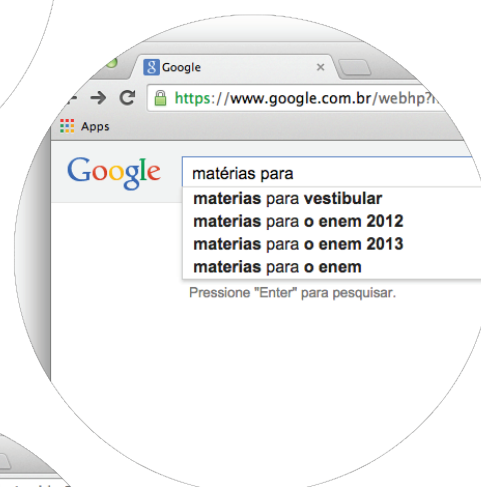 Google
https://www.google.com.br/webhp?
Apps
Google
matérias para
materias para vestibular
materias para o enem 2012
materias para o enem 2013
materias para o enem
Pressione "Enter" para pesquisar.